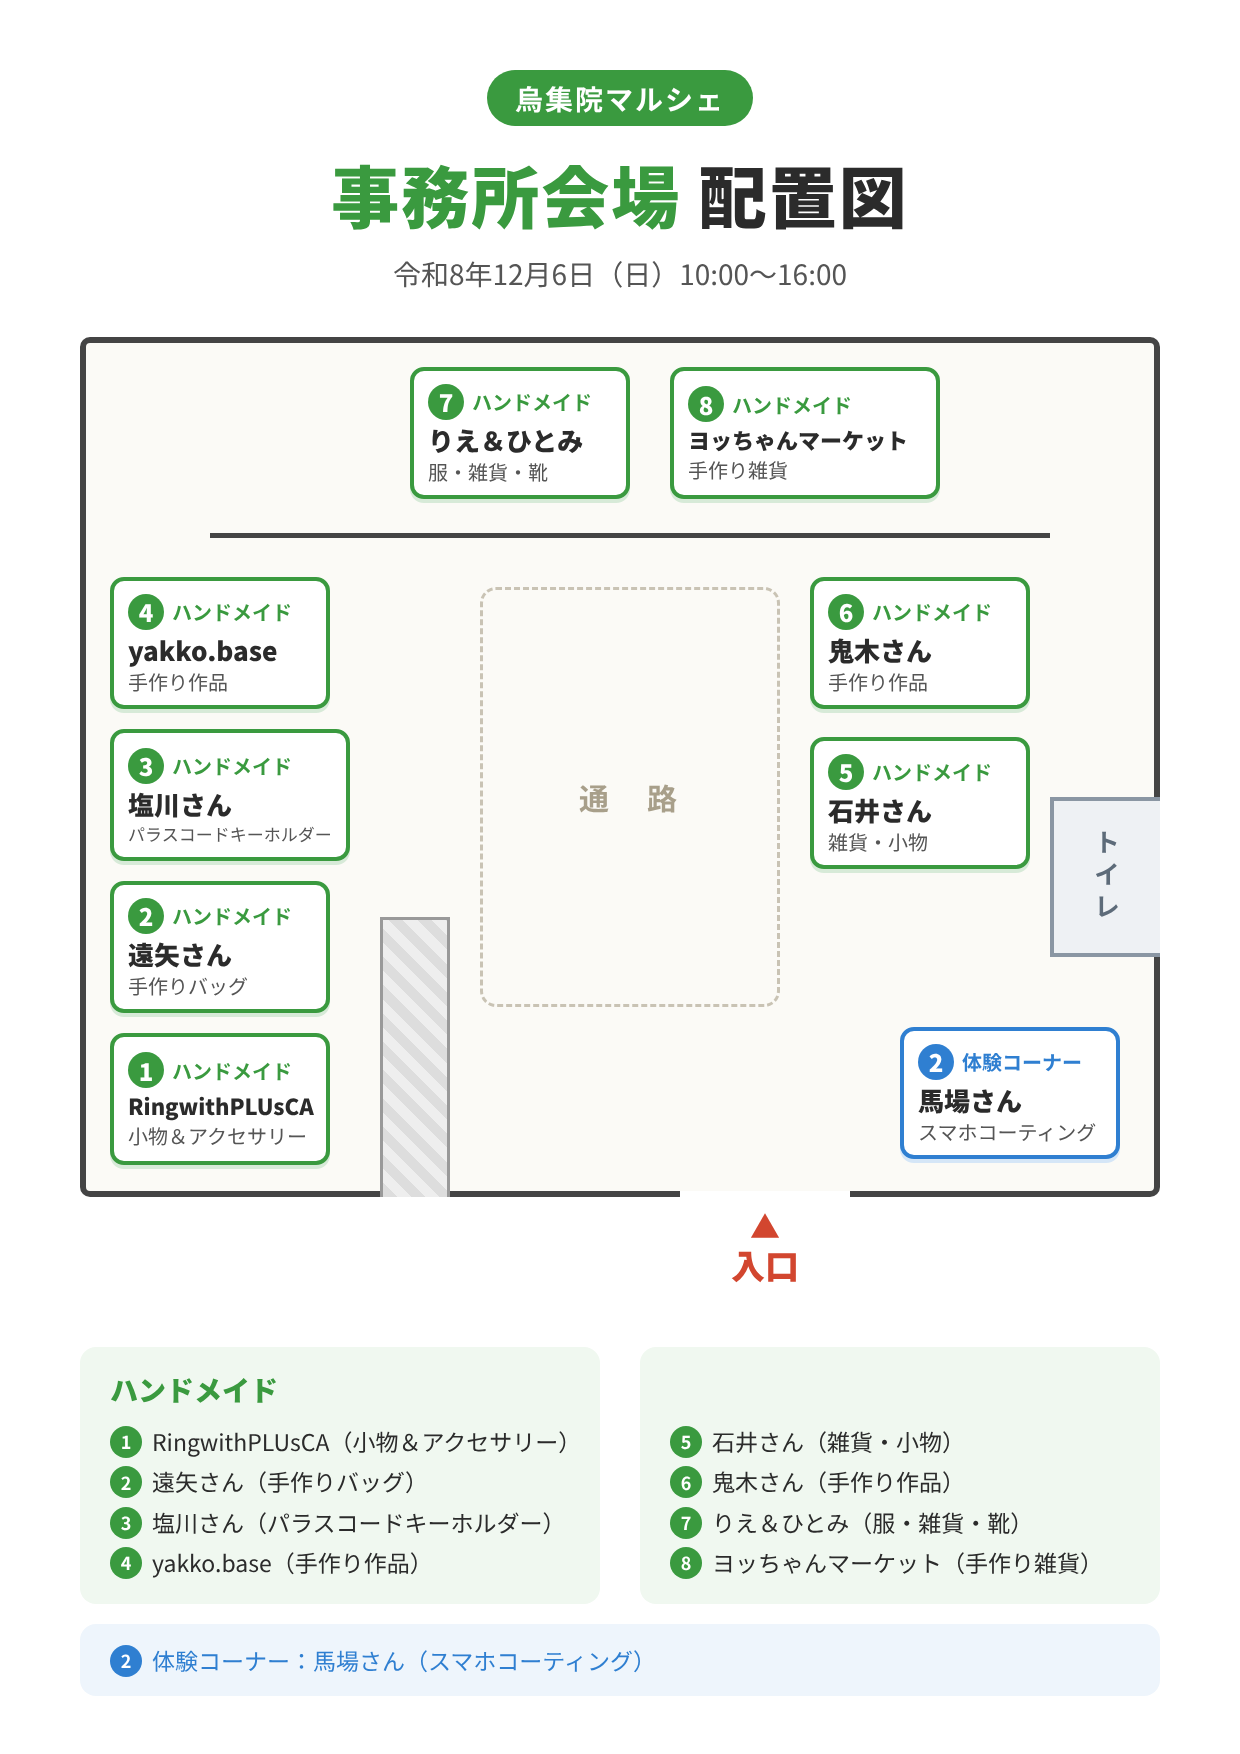 烏集院マルシェ
事務所会場 配置図
令和8年12月6日（日）10:00〜16:00
7 ハンドメイド
りえ＆ひとみ
服・雑貨・靴
8 ハンドメイド
ヨッちゃんマーケット
手作り雑貨
4 ハンドメイド
yakko.base
手作り作品
3 ハンドメイド
塩川さん
パラスコードキーホルダー
2 ハンドメイド
遠矢さん
手作りバッグ
1 ハンドメイド
RingwithPLUsCA
小物＆アクセサリー
通 路
6 ハンドメイド
鬼木さん
手作り作品
5 ハンドメイド
石井さん
雑貨・小物
トイレ
2 体験コーナー
馬場さん
スマホコーティング
▲
入口
ハンドメイド
1 RingwithPLUsCA（小物＆アクセサリー）
2 遠矢さん（手作りバッグ）
3 塩川さん（パラスコードキーホルダー）
4 yakko.base（手作り作品）
5 石井さん（雑貨・小物）
6 鬼木さん（手作り作品）
7 りえ＆ひとみ（服・雑貨・靴）
8 ヨッちゃんマーケット（手作り雑貨）
2 体験コーナー：馬場さん（スマホコーティング）